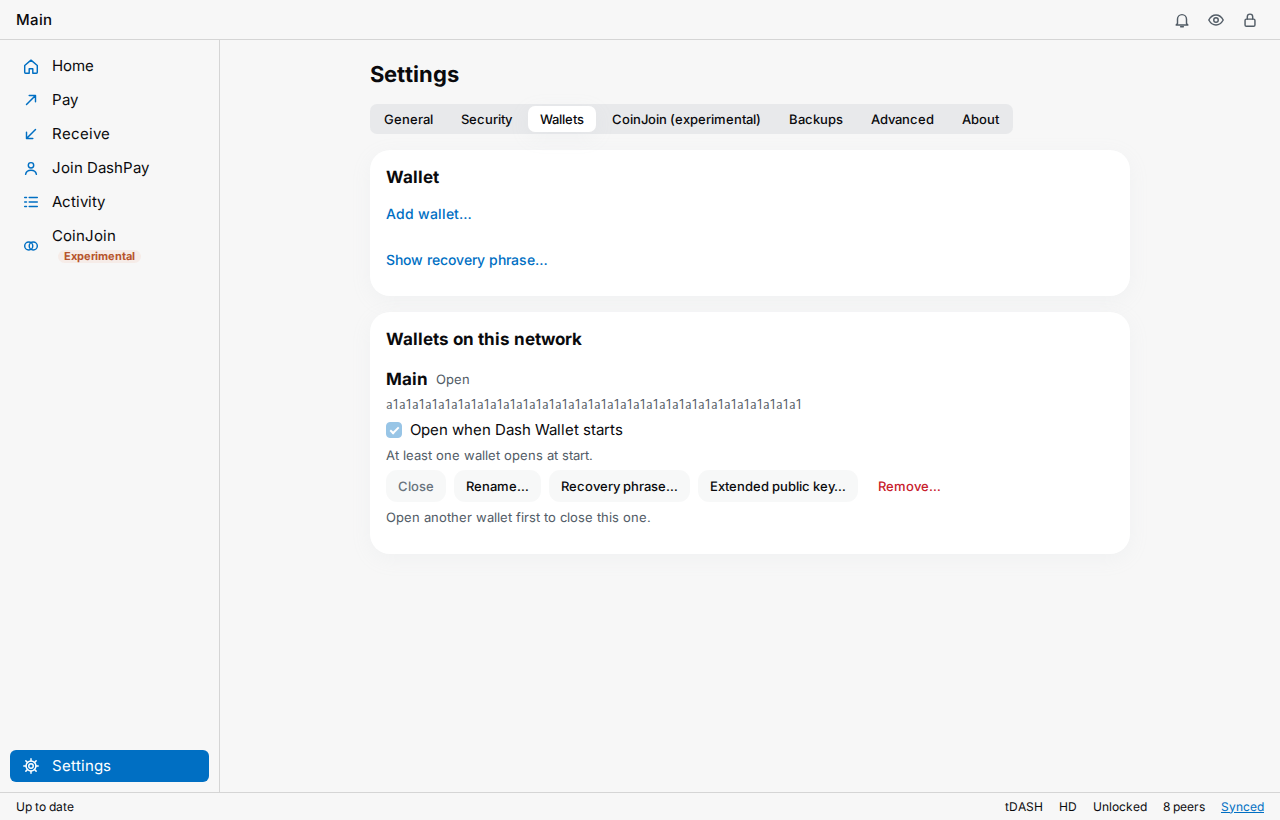 Main
Home
Pay
Receive
Join DashPay
Activity
CoinJoin
Experimental
Settings
Settings
General Security Wallets CoinJoin (experimental) Backups Advanced About
Wallet
Add wallet...
Show recovery phrase...
Wallets on this network
Main Open
a1a1a1a1a1a1a1a1a1a1a1a1a1a1a1a1a1a1a1a1a1a1a1a1a1a1a1a1a1a1a1a1
Open when Dash Wallet starts
At least one wallet opens at start.
Close Rename... Recovery phrase... Extended public key... Remove...
Open another wallet first to close this one.
Up to date tDASH HD Unlocked 8 peers Synced